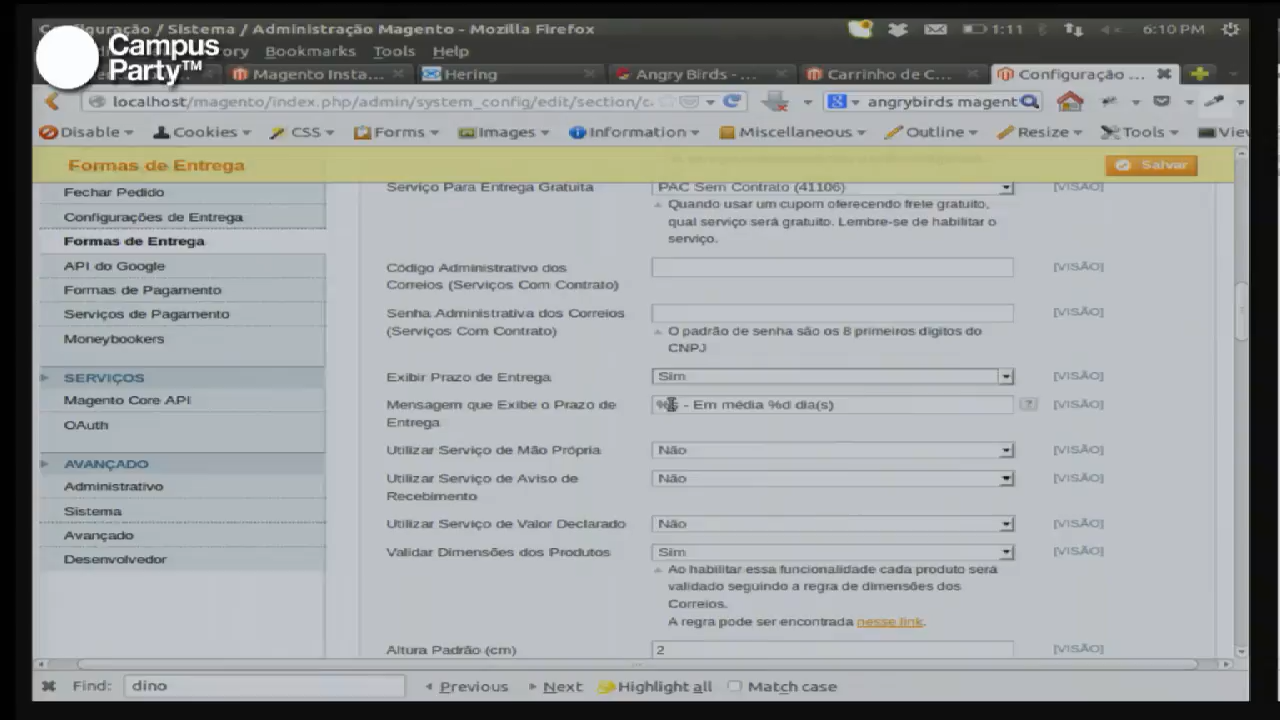 Configuração / Sistema / Administração Magento - Mozilla Firefox
1:11
6:10 PM
Campus
Party™
Bookmarks Tools Help
Magento Insta...
Hering
Angry Birds - ...
Carrinho de C...
Configuração ...
localhost/magento/index.php/admin/system_config/edit/section/c
angrybirds magent
Disable Cookies CSS Forms Images Information Miscellaneous Outline Resize Tools
Formas de Entrega
Salvar
Fechar Pedido
Configurações de Entrega
Formas de Entrega
API do Google
Formas de Pagamento
Serviços de Pagamento
Moneybookers
SERVIÇOS
Magento Core API
OAuth
AVANÇADO
Administrativo
Sistema
Avançado
Desenvolvedor
Serviço Para Entrega Gratuita
PAC Sem Contrato (41106)
[VISÃO]
Quando usar um cupom oferecendo frete gratuito,
qual serviço será gratuito. Lembre-se de habilitar o
serviço.
Código Administrativo dos
Correios (Serviços Com Contrato)
[VISÃO]
Senha Administrativa dos Correios
(Serviços Com Contrato)
[VISÃO]
O padrão de senha são os 8 primeiros dígitos do
CNPJ
Exibir Prazo de Entrega
Sim
[VISÃO]
Mensagem que Exibe o Prazo de
Entrega
%s - Em média %d dia(s)
?
[VISÃO]
Utilizar Serviço de Mão Própria
Não
[VISÃO]
Utilizar Serviço de Aviso de
Recebimento
Não
[VISÃO]
Utilizar Serviço de Valor Declarado
Não
[VISÃO]
Validar Dimensões dos Produtos
Sim
[VISÃO]
Ao habilitar essa funcionalidade cada produto será
validado seguindo a regra de dimensões dos
Correios.
A regra pode ser encontrada nesse link.
Altura Padrão (cm)
2
[VISÃO]
Find: dino
Previous
Next
Highlight all
Match case